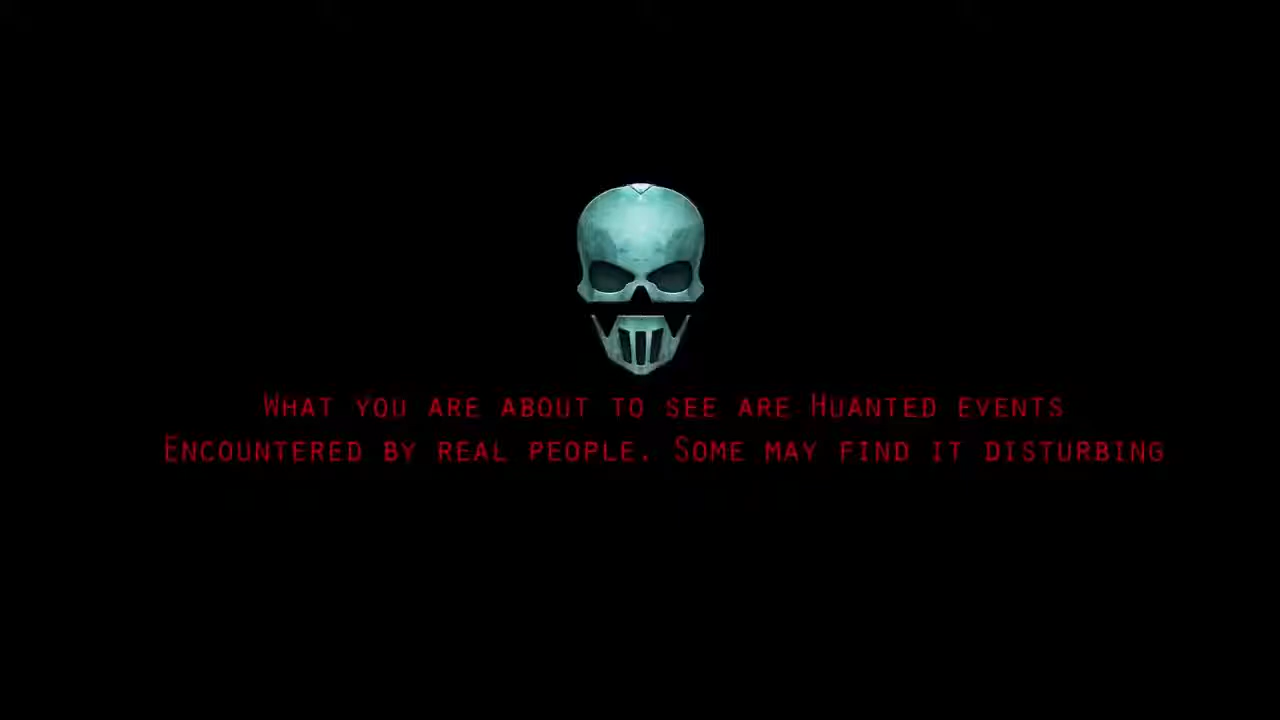 What you are about to see are Huanted events
Encountered by real people. Some may find it disturbing